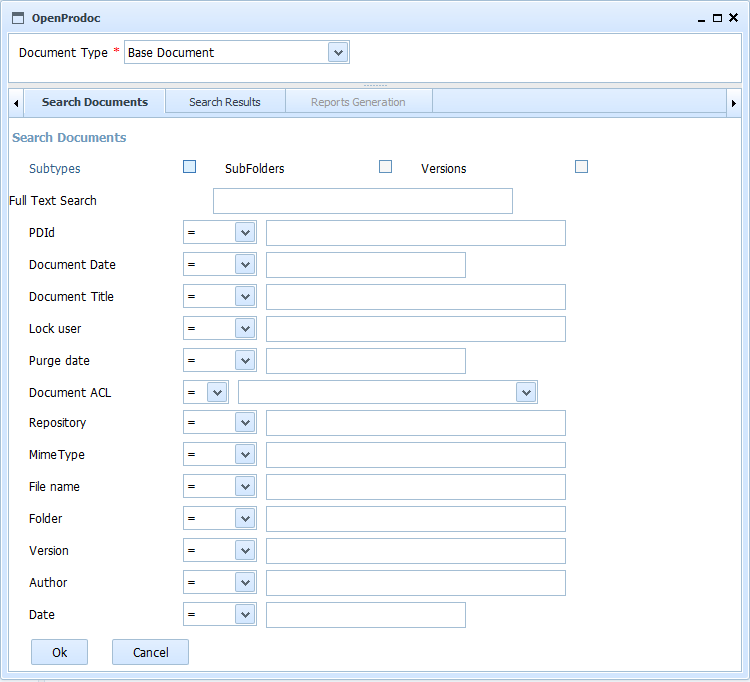 OpenProdoc
Document Type * Base Document
Search Documents Search Results Reports Generation
Search Documents
Subtypes SubFolders Versions
Full Text Search
PDId =
Document Date =
Document Title =
Lock user =
Purge date =
Document ACL =
Repository =
MimeType =
File name =
Folder =
Version =
Author =
Date =
Ok Cancel